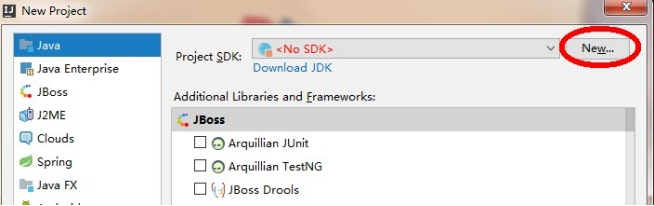 New Project
Java
Java Enterprise
JBoss
J2ME
Clouds
Spring
Java FX
Project SDK:
<No SDK>
New...
Download JDK
Additional Libraries and Frameworks:
JBoss
Arquillian JUnit
Arquillian TestNG
JBoss Drools